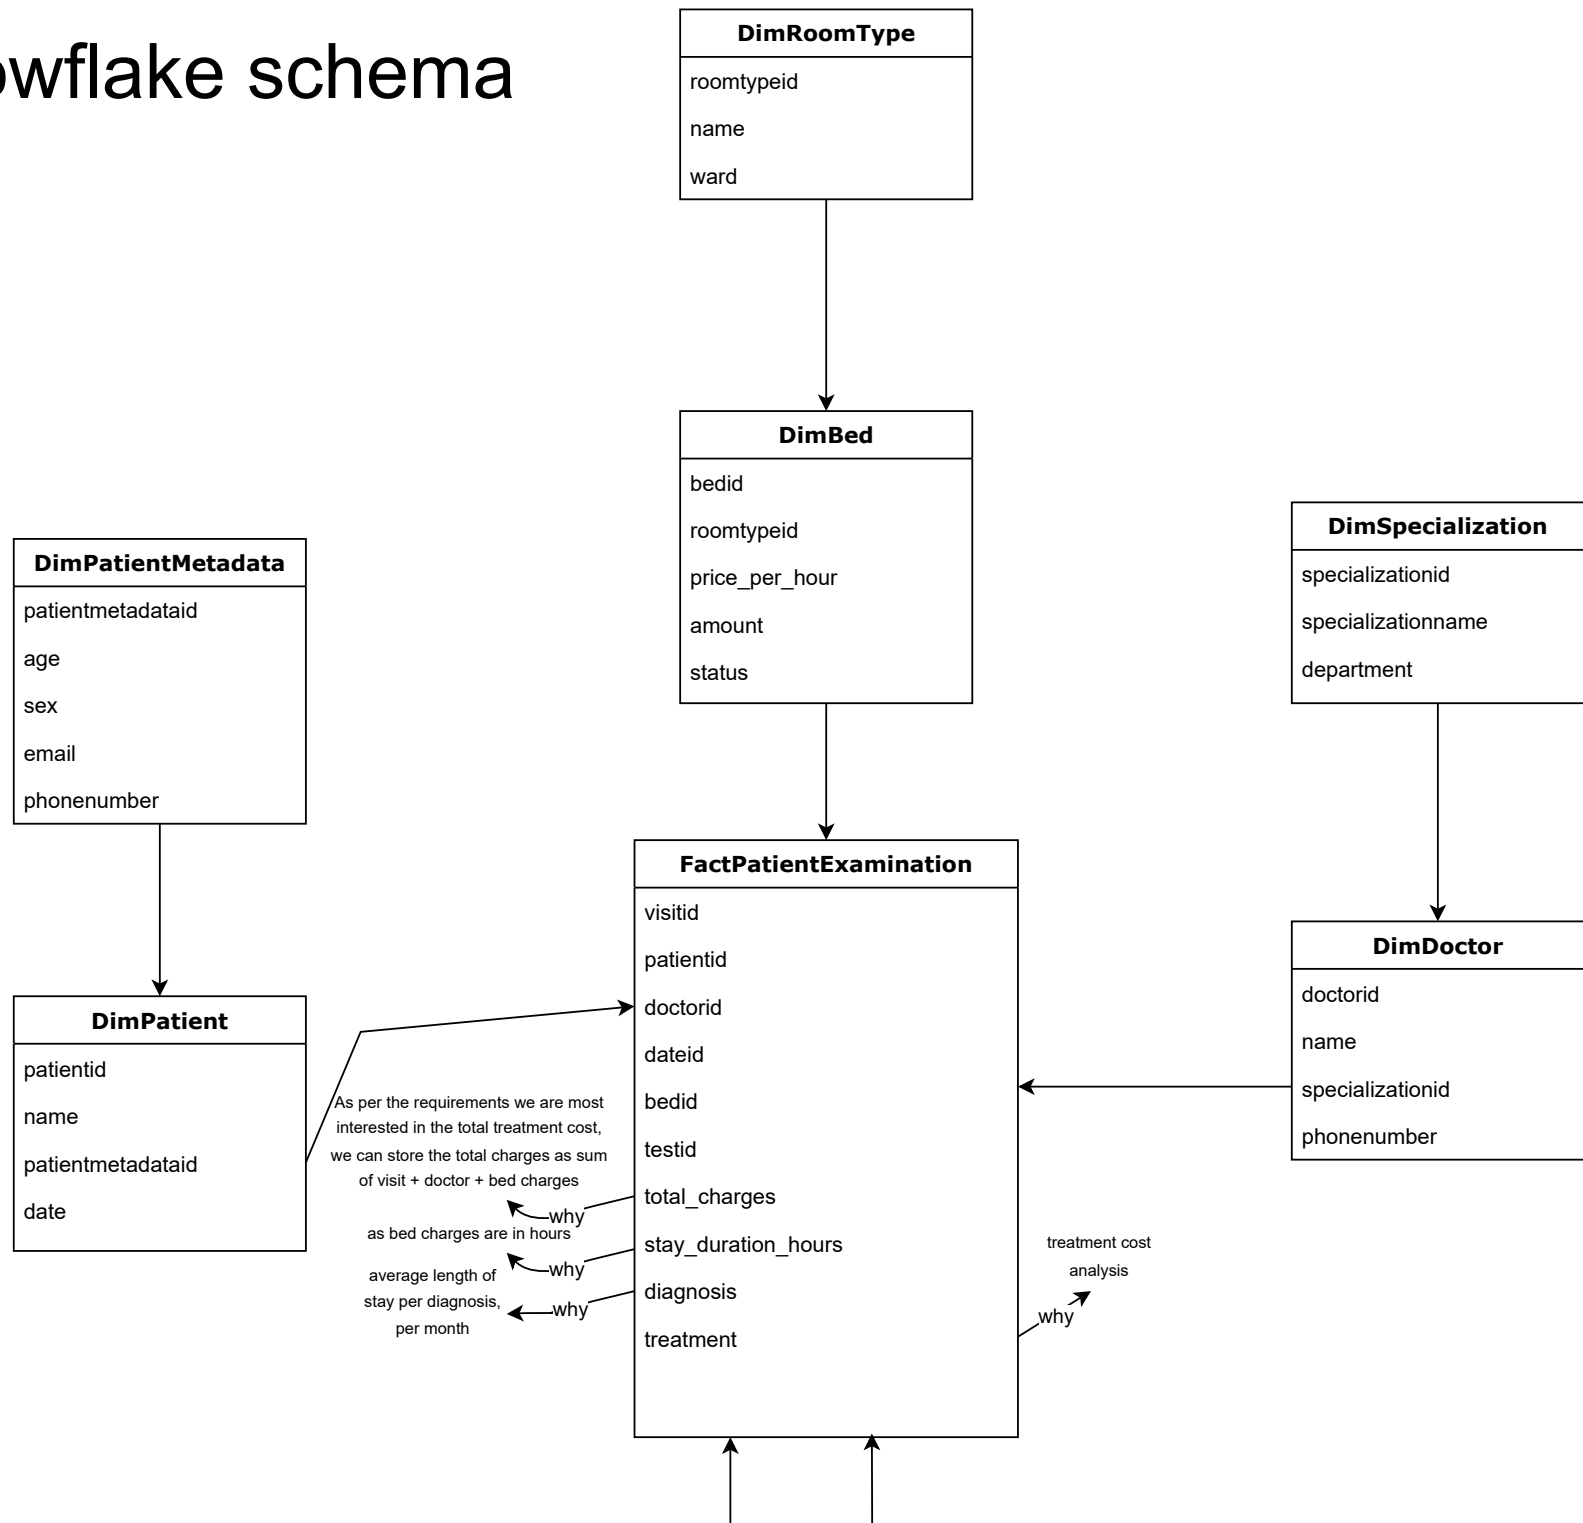 owflake schema
DimRoomType
roomtypeid
name
ward
DimBed
bedid
roomtypeid
price_per_hour
amount
status
DimSpecialization
specializationid
specializationname
department
DimPatientMetadata
patientmetadataid
age
sex
email
phonenumber
FactPatientExamination
visitid
patientid
doctorid
dateid
bedid
testid
total_charges
stay_duration_hours
diagnosis
treatment
DimDoctor
doctorid
name
specializationid
phonenumber
DimPatient
patientid
name
patientmetadataid
date
As per the requirements we are most
interested in the total treatment cost,
we can store the total charges as sum
of visit + doctor + bed charges
why
as bed charges are in hours
why
average length of
stay per diagnosis,
per month
why
treatment cost
analysis
why